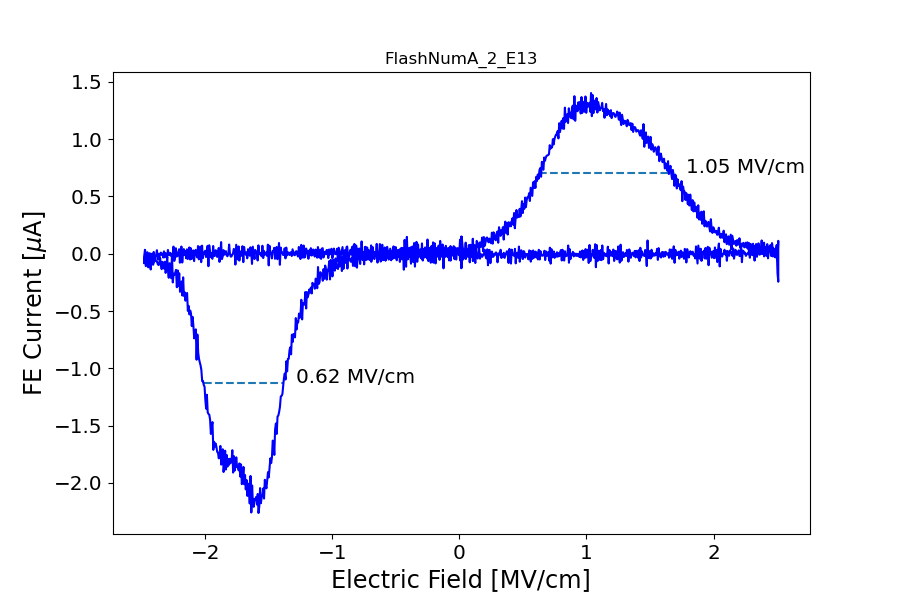 FlashNumA_2_E13
1.5
1.0
0.5
0.0
−0.5
−1.0
−1.5
−2.0
FE Current [μA]
1.05 MV/cm
0.62 MV/cm
−2
−1
0
1
2
Electric Field [MV/cm]